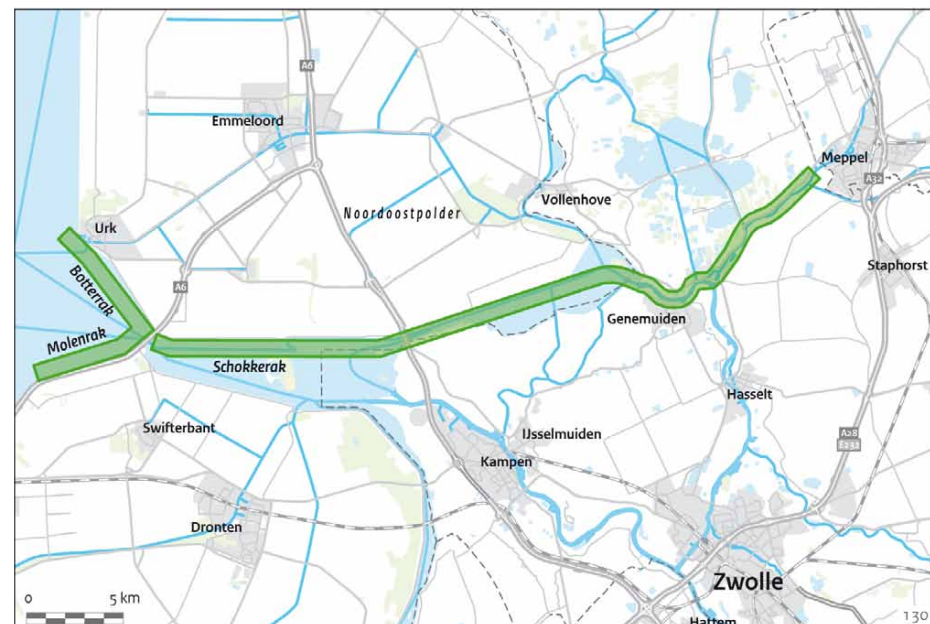 A6
Emmeloord
Meppel
A32
Vollenhove
Noordoostpolder
Urk
Staphorst
Botterrak
A6
Genemuiden
Molenrak
Schokkerak
Hasselt
Swifterbant
IJsselmuiden
A28
E232
Kampen
Dronten
Zwolle
0 5 km
Hattem
130